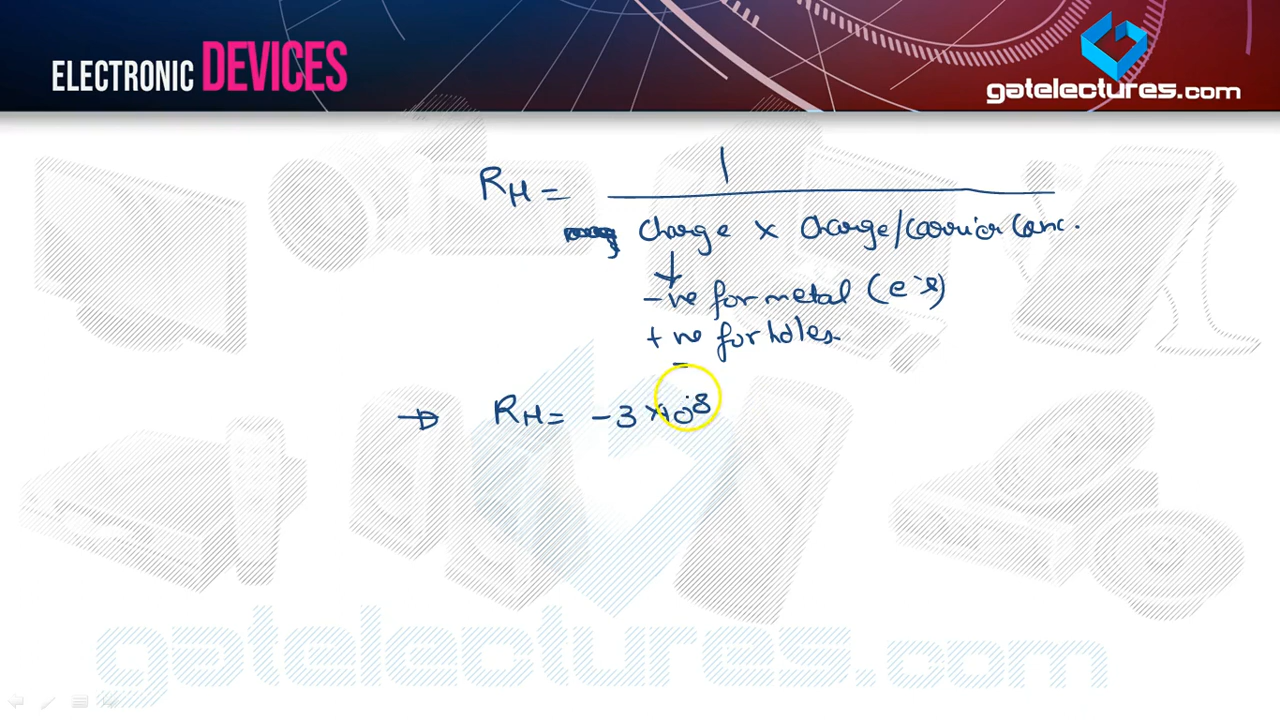 ELECTRONIC DEVICES
gatelectures.com
RH = 1
Charge × Charge/carrier Conc.
↓
-ve for metal (e-s)
+ve for holes
→ RH = -3 × 10^-8
gatelectures.com